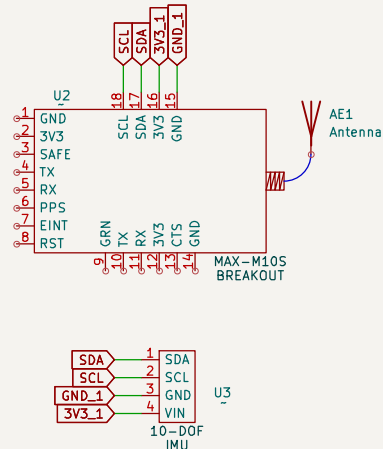 SCL
SDA
3V3_1
GND_1
18
17
16
15
U2
~
SCL
SDA
3V3
GND
1 GND
2 3V3
3 SAFE
4 TX
5 RX
6 PPS
7 EINT
8 RST
AE1
Antenna
GRN
TX
RX
3V3
CTS
GND
9
10
11
12
13
14
MAX-M10S
BREAKOUT
SDA 1 SDA
SCL 2 SCL
GND_1 3 GND
3V3_1 4 VIN
U3
~
10-DOF
IMU